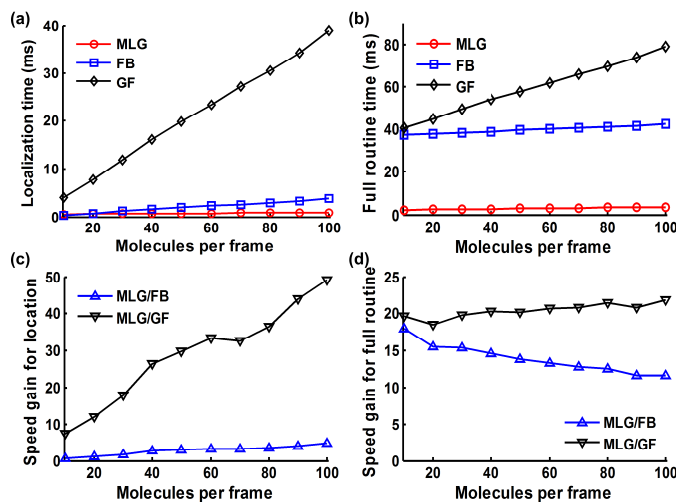 (a)
40
30
20
10
0
Localization time (ms)
MLG
FB
GF
20 40 60 80 100
Molecules per frame
(b)
80
60
40
20
0
Full routine time (ms)
MLG
FB
GF
20 40 60 80 100
Molecules per frame
(c)
50
40
30
20
10
0
Speed gain for location
MLG/FB
MLG/GF
20 40 60 80 100
Molecules per frame
(d)
25
20
15
10
5
0
Speed gain for full routine
MLG/FB
MLG/GF
20 40 60 80 100
Molecules per frame